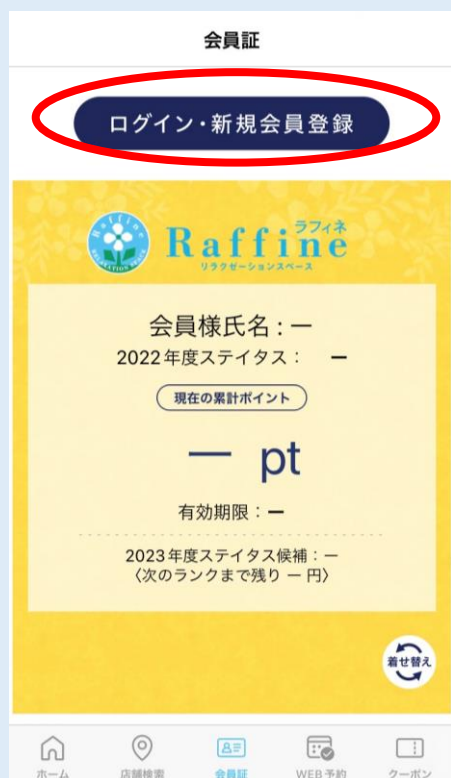 会員証
ログイン・新規会員登録
Raffine
RELAXATION SPACE
ラフィネ
Raffine
リラクゼーションスペース
会員様氏名：ー
2022年度ステイタス： ー
現在の累計ポイント
ー pt
有効期限：ー
2023年度ステイタス候補：ー
〈次のランクまで残り ー 円〉
着せ替え
ホーム 店舗検索 会員証 WEB予約 クーポン